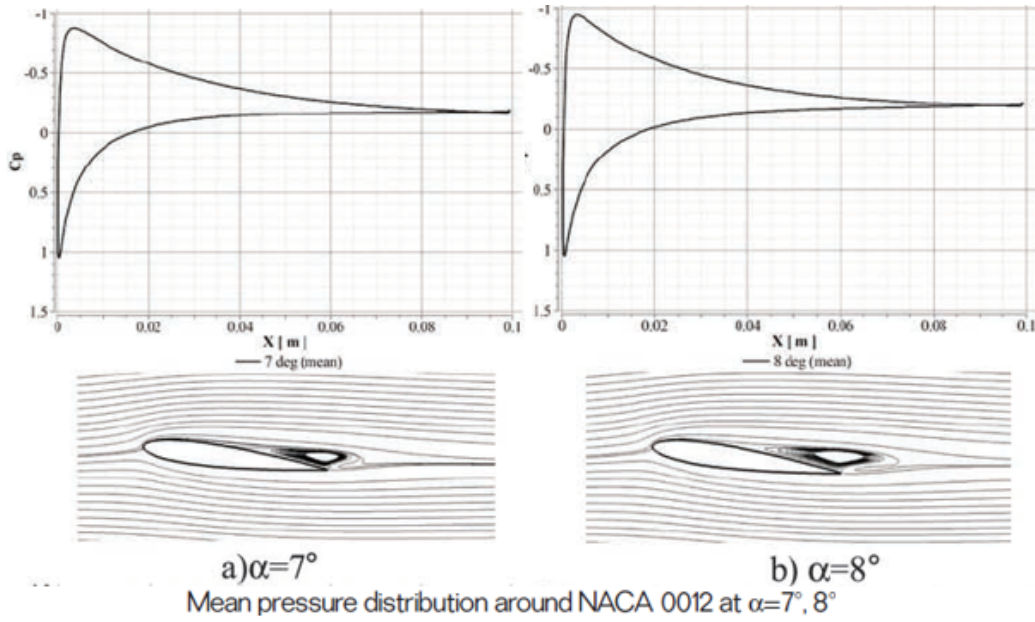 -1
-0.5
0
0.5
1
1.5
Cp
0 0.02 0.04 0.06 0.08 0.1
X [ m ]
7 deg (mean)
-1
-0.5
0
0.5
1
1.5
0 0.02 0.04 0.06 0.08 0.1
X [ m ]
8 deg (mean)
a)α=7°
b) α=8°
Mean pressure distribution around NACA 0012 at α=7°, 8°